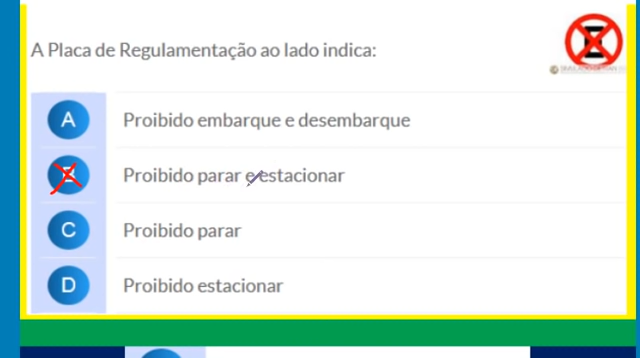 A Placa de Regulamentação ao lado indica:
A Proibido embarque e desembarque
Proibido parar e estacionar
C Proibido parar
D Proibido estacionar